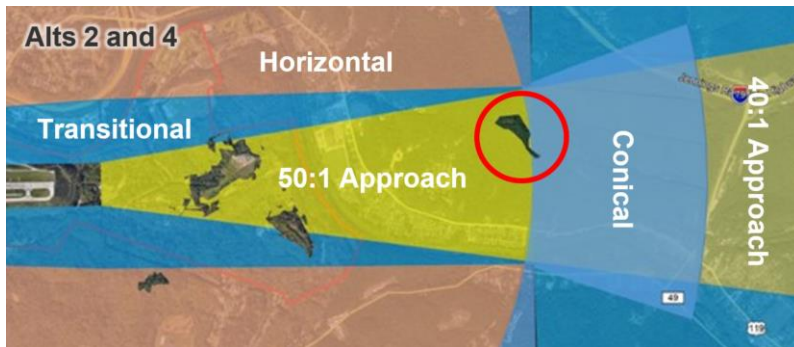 Alts 2 and 4
Horizontal
Transitional
50:1 Approach
Conical
40:1 Approach
49
119